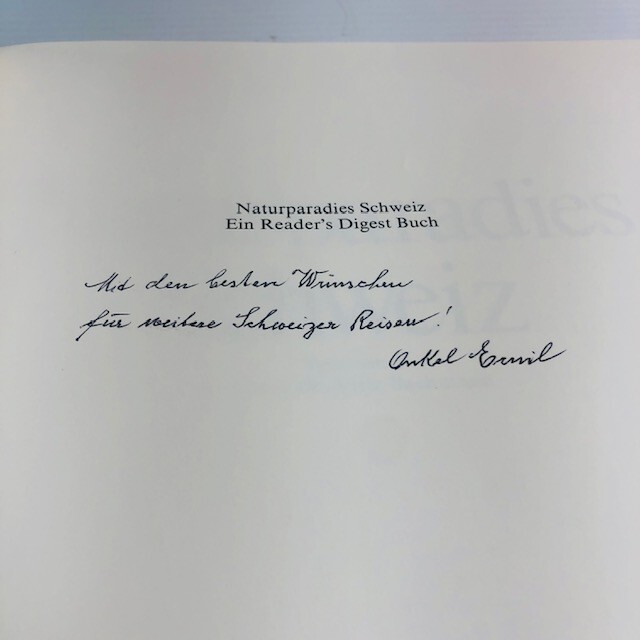 Naturparadies Schweiz
Ein Reader's Digest Buch
Mit den besten Wünschen
für weitere Schweizer Reisen!
Onkel Emil